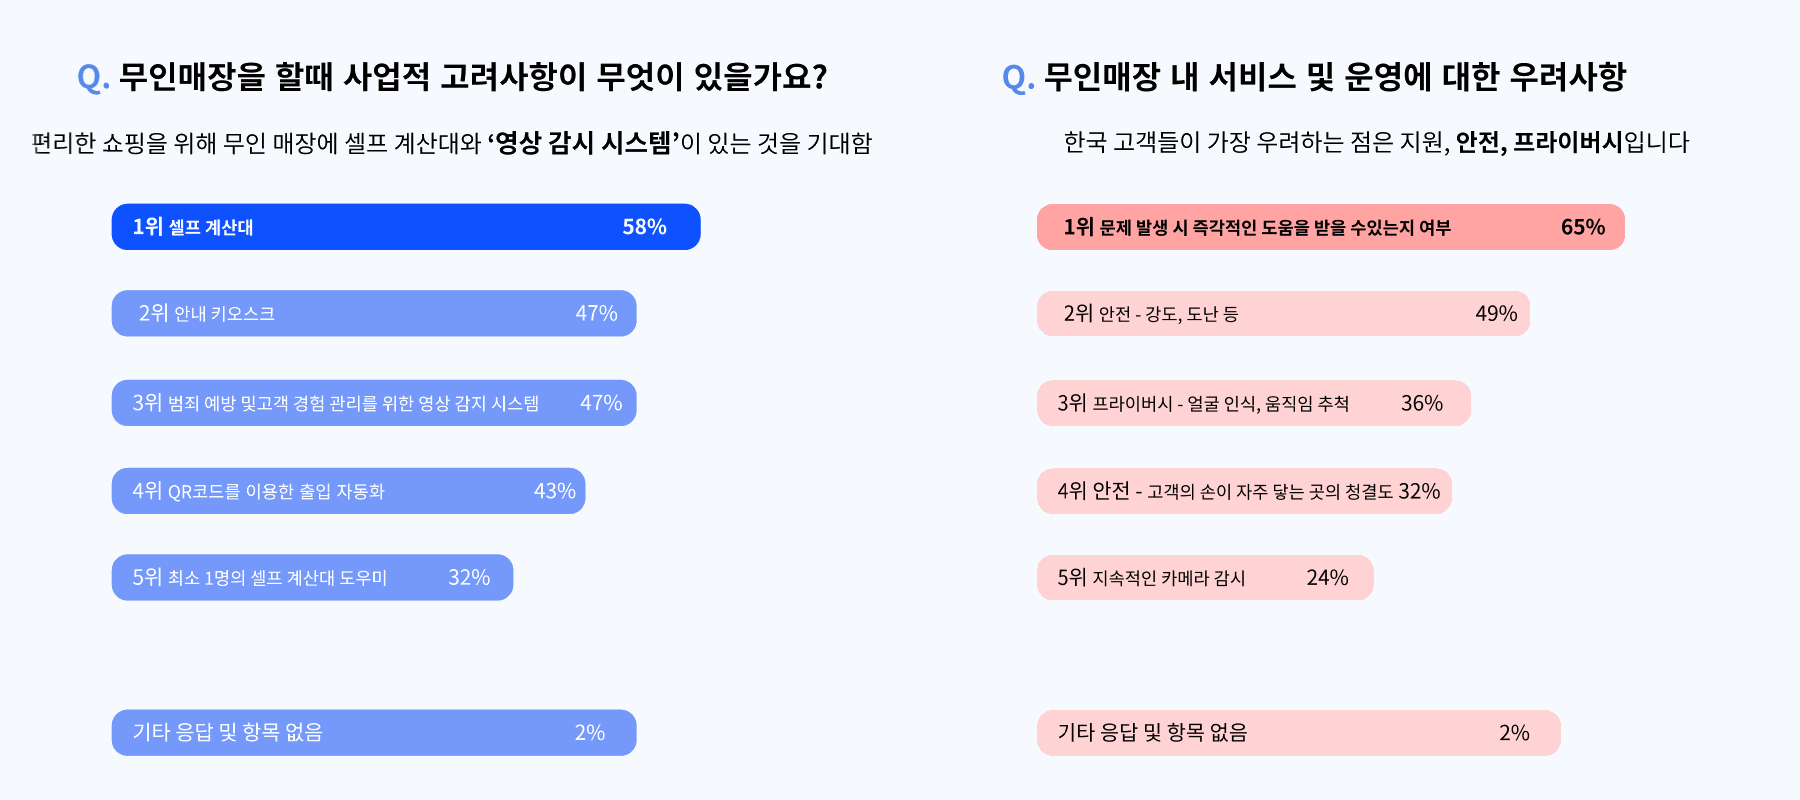 Q. 무인매장을 할때 사업적 고려사항이 무엇이 있을가요?
편리한 쇼핑을 위해 무인 매장에 셀프 계산대와 ‘영상 감시 시스템’이 있는 것을 기대함
1위 셀프 계산대 58%
2위 안내 키오스크 47%
3위 범죄 예방 및고객 경험 관리를 위한 영상 감지 시스템 47%
4위 QR코드를 이용한 출입 자동화 43%
5위 최소 1명의 셀프 계산대 도우미 32%
기타 응답 및 항목 없음 2%
Q. 무인매장 내 서비스 및 운영에 대한 우려사항
한국 고객들이 가장 우려하는 점은 지원, 안전, 프라이버시입니다
1위 문제 발생 시 즉각적인 도움을 받을 수있는지 여부 65%
2위 안전 - 강도, 도난 등 49%
3위 프라이버시 - 얼굴 인식, 움직임 추척 36%
4위 안전 - 고객의 손이 자주 닿는 곳의 청결도 32%
5위 지속적인 카메라 감시 24%
기타 응답 및 항목 없음 2%